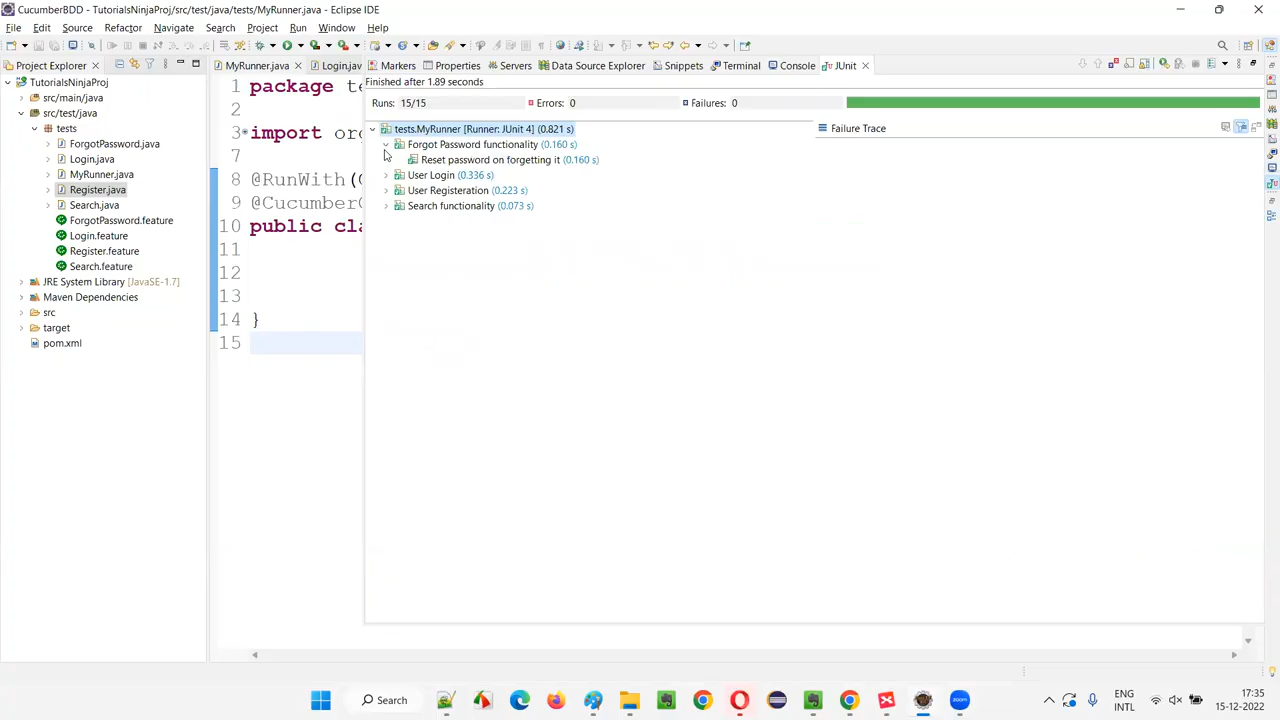 CucumberBDD - TutorialsNinjaProj/src/test/java/tests/MyRunner.java - Eclipse IDE
File Edit Source Refactor Navigate Search Project Run Window Help
Project Explorer
MyRunner.java
Login.jav
Markers Properties Servers Data Source Explorer Snippets Terminal Console JUnit
TutorialsNinjaProj
src/main/java
src/test/java
tests
ForgotPassword.java
Login.java
MyRunner.java
Register.java
Search.java
ForgotPassword.feature
Login.feature
Register.feature
Search.feature
JRE System Library [JavaSE-1.7]
Maven Dependencies
src
target
pom.xml
1 package te
2
3 import org
7
8 @RunWith(
9 @Cucumber
10 public cla
11
12
13
14 }
15
Finished after 1.89 seconds
Runs: 15/15 Errors: 0 Failures: 0
tests.MyRunner [Runner: JUnit 4] (0.821 s)
Forgot Password functionality (0.160 s)
Reset password on forgetting it (0.160 s)
User Login (0.336 s)
User Registeration (0.223 s)
Search functionality (0.073 s)
Failure Trace
Search
ENG
INTL
17:35
15-12-2022